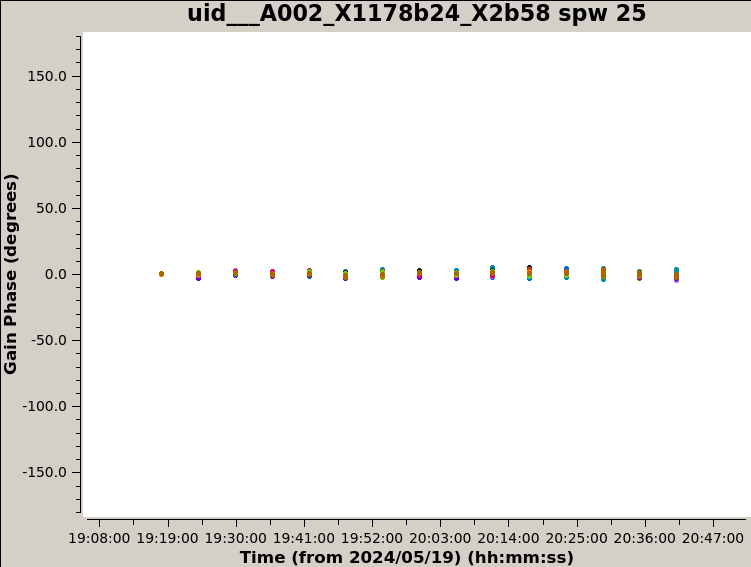 uid___A002_X1178b24_X2b58 spw 25
150.0
100.0
50.0
0.0
-50.0
-100.0
-150.0
Gain Phase (degrees)
19:08:00 19:19:00 19:30:00 19:41:00 19:52:00 20:03:00 20:14:00 20:25:00 20:36:00 20:47:00
Time (from 2024/05/19) (hh:mm:ss)